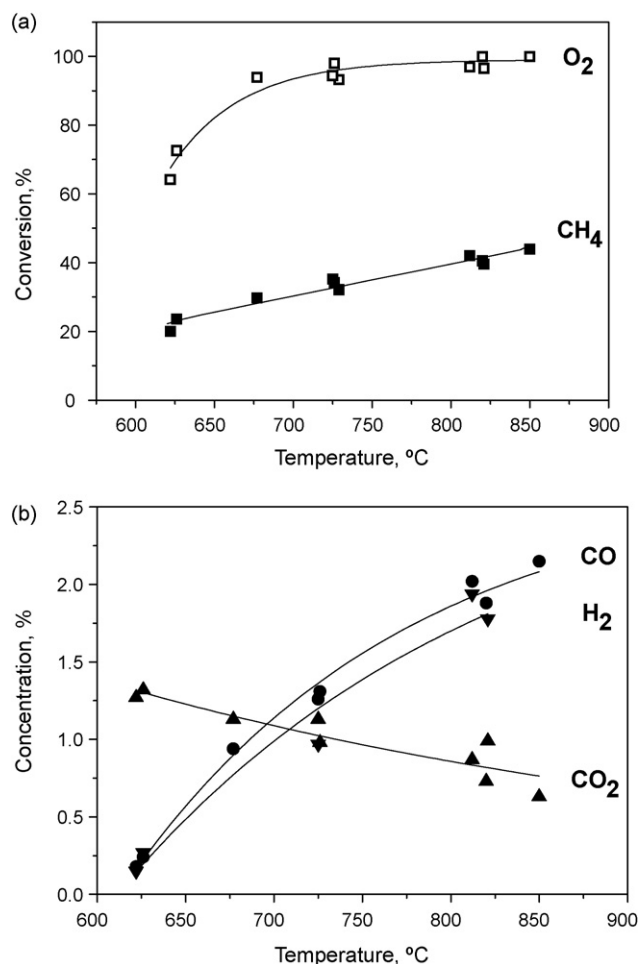 (a)
100
80
60
40
20
0
Conversion,%
O2
CH4
600 650 700 750 800 850 900
Temperature, ºC
(b)
2.5
2.0
1.5
1.0
0.5
0.0
Concentration, %
CO
H2
CO2
600 650 700 750 800 850 900
Temperature, ºC